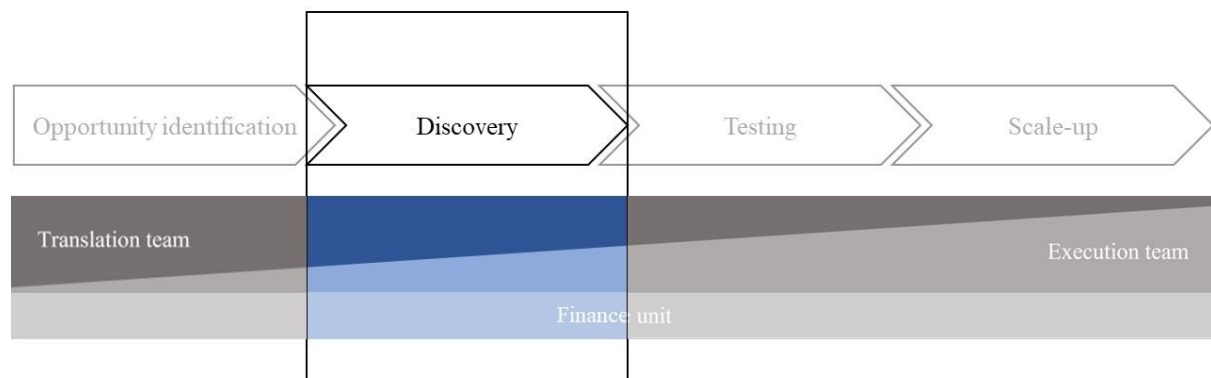 Opportunity identification
Discovery
Testing
Scale-up
Translation team
Execution team
Finance unit